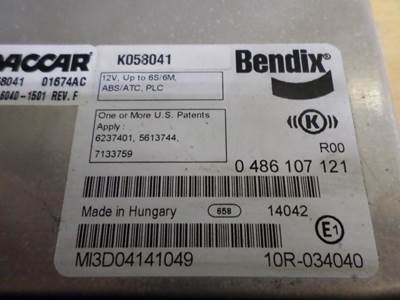 PACCAR
K058041
Bendix®
58041 01674AC
6040-1501 REV. F
12V, Up to 6S/6M,
ABS/ATC, PLC
One or More U.S. Patents
Apply :
6237401, 5613744,
7133759
((K))
R00
0 486 107 121
Made in Hungary
658
14042
E1
MI3D04141049
10R-034040